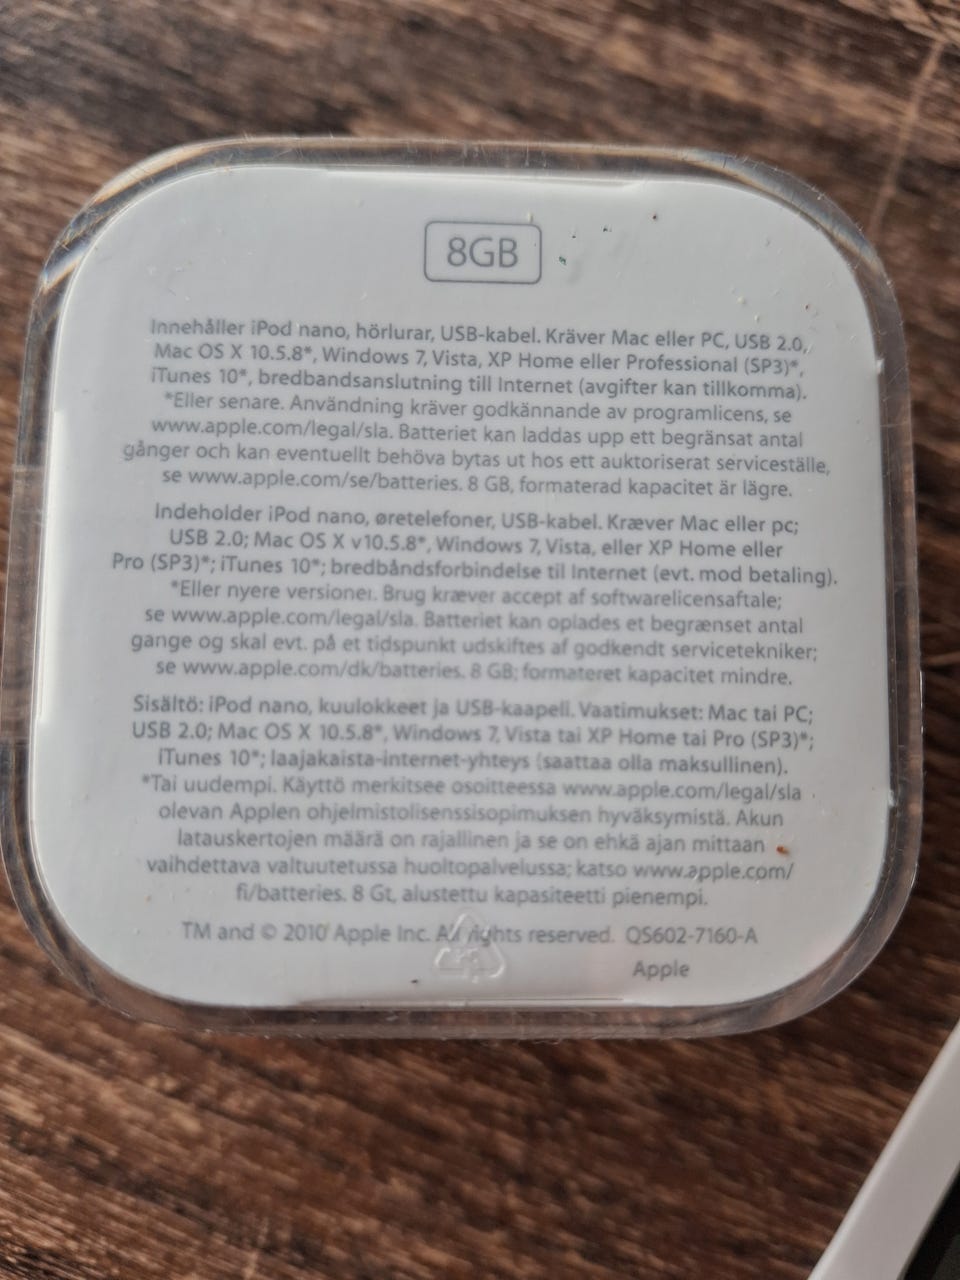 8GB
Innehåller iPod nano, hörlurar, USB-kabel. Kräver Mac eller PC, USB 2.0,
Mac OS X 10.5.8*, Windows 7, Vista, XP Home eller Professional (SP3)*,
iTunes 10*, bredbandsanslutning till Internet (avgifter kan tillkomma).
*Eller senare. Användning kräver godkännande av programlicens, se
www.apple.com/legal/sla. Batteriet kan laddas upp ett begränsat antal
gånger och kan eventuellt behöva bytas ut hos ett auktoriserat serviceställe,
se www.apple.com/se/batteries. 8 GB, formaterad kapacitet är lägre.
Indeholder iPod nano, øretelefoner, USB-kabel. Kræver Mac eller pc;
USB 2.0; Mac OS X v10.5.8*, Windows 7, Vista, eller XP Home eller
Pro (SP3)*; iTunes 10*; bredbåndsforbindelse til Internet (evt. mod betaling).
*Eller nyere versioner. Brug kræver accept af softwarelicensaftale;
se www.apple.com/legal/sla. Batteriet kan oplades et begrænset antal
gange og skal evt. på et tidspunkt udskiftes af godkendt servicetekniker;
se www.apple.com/dk/batteries. 8 GB; formateret kapacitet mindre.
Sisältö: iPod nano, kuulokkeet ja USB-kaapeli. Vaatimukset: Mac tai PC;
USB 2.0; Mac OS X 10.5.8*, Windows 7, Vista tai XP Home tai Pro (SP3)*;
iTunes 10*; laajakaista-internet-yhteys (saattaa olla maksullinen).
*Tai uudempi. Käyttö merkitsee osoitteessa www.apple.com/legal/sla
olevan Applen ohjelmistolisenssisopimuksen hyväksymistä. Akun
latauskertojen määrä on rajallinen ja se on ehkä ajan mittaan
vaihdettava valtuutetussa huoltopalvelussa; katso www.apple.com/
fi/batteries. 8 Gt, alustettu kapasiteetti pienempi.
TM and © 2010 Apple Inc. All rights reserved. QS602-7160-A
Apple